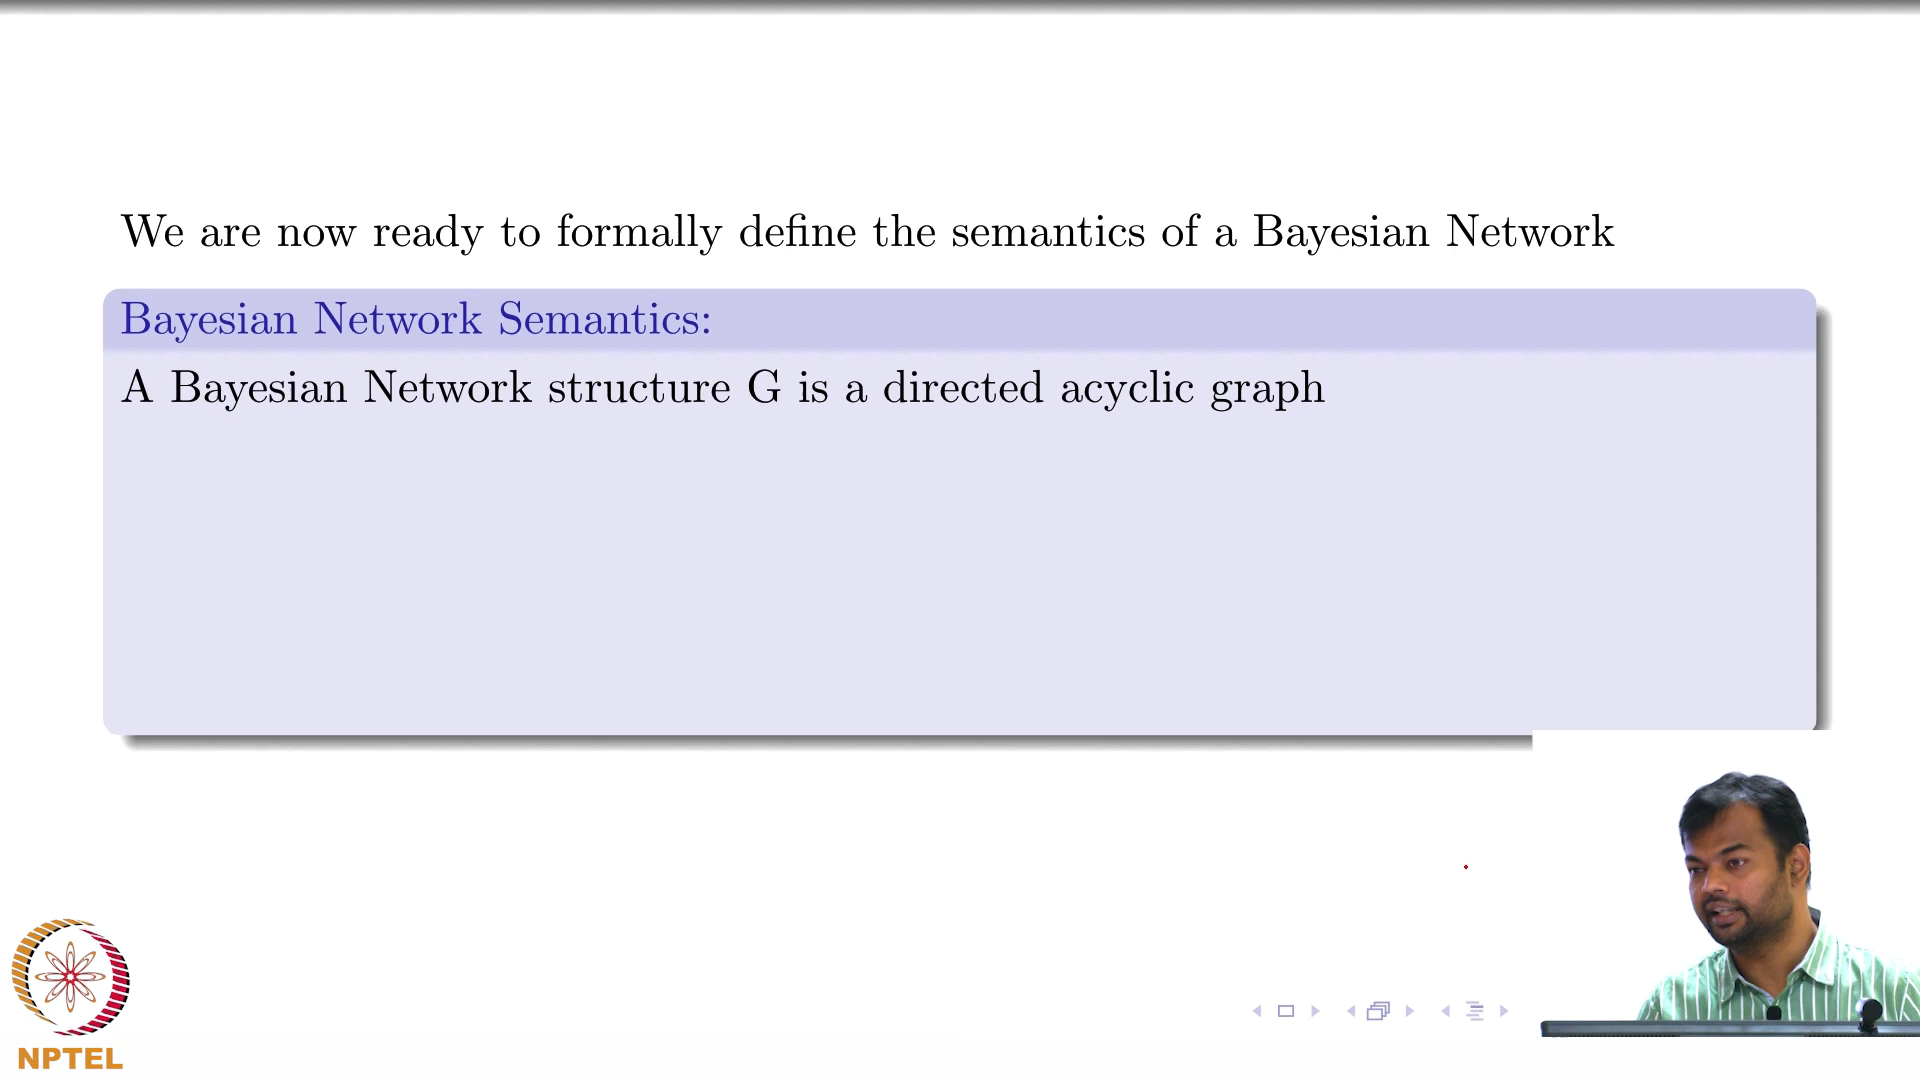 We are now ready to formally define the semantics of a Bayesian Network
Bayesian Network Semantics:
A Bayesian Network structure G is a directed acyclic graph
NPTEL